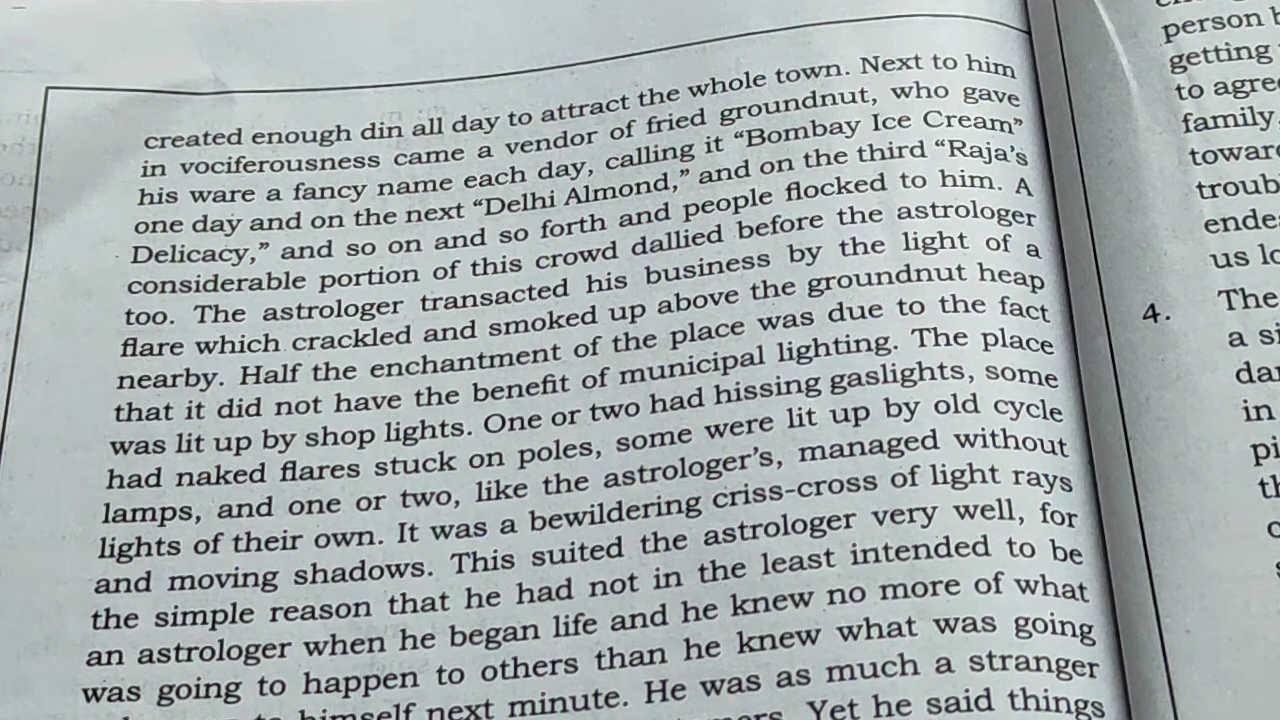 created enough din all day to attract the whole town. Next to him
in vociferousness came a vendor of fried groundnut, who gave
his ware a fancy name each day, calling it “Bombay Ice Cream”
one day and on the next “Delhi Almond,” and on the third “Raja’s
Delicacy,” and so on and so forth and people flocked to him. A
considerable portion of this crowd dallied before the astrologer
too. The astrologer transacted his business by the light of a
flare which crackled and smoked up above the groundnut heap
nearby. Half the enchantment of the place was due to the fact
that it did not have the benefit of municipal lighting. The place
was lit up by shop lights. One or two had hissing gaslights, some
had naked flares stuck on poles, some were lit up by old cycle
lamps, and one or two, like the astrologer’s, managed without
lights of their own. It was a bewildering criss-cross of light rays
and moving shadows. This suited the astrologer very well, for
the simple reason that he had not in the least intended to be
an astrologer when he began life and he knew no more of what
was going to happen to others than he knew what was going
himself next minute. He was as much a stranger
Yet he said things
person
getting
to
family
4. The
a
in